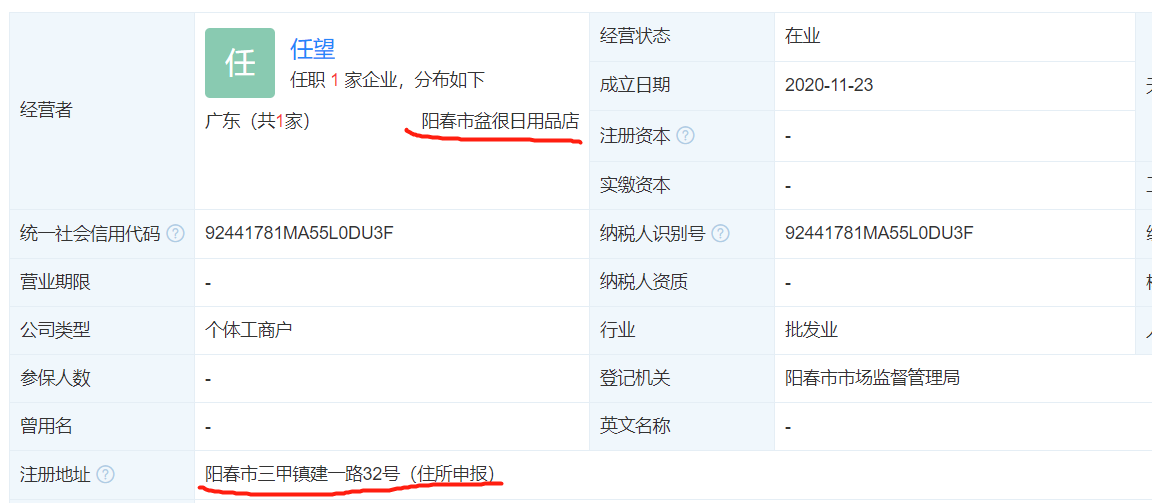 经营者
任
任望
任职 1 家企业，分布如下
广东（共1家） 阳春市盆很日用品店
经营状态 在业
成立日期 2020-11-23
注册资本 ? -
实缴资本 -
统一社会信用代码 ? 92441781MA55L0DU3F 纳税人识别号 ? 92441781MA55L0DU3F
营业期限 - 纳税人资质 -
公司类型 个体工商户 行业 批发业
参保人数 - 登记机关 阳春市市场监督管理局
曾用名 - 英文名称 -
注册地址 ? 阳春市三甲镇建一路32号（住所申报）